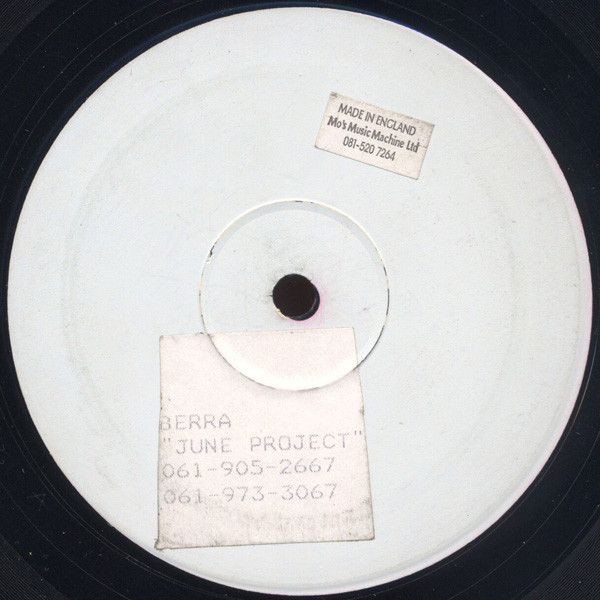 MADE IN ENGLAND
Mo's Music Machine Ltd
081-520 7264
BERRA
"JUNE PROJECT"
061-905-2667
061-973-3067